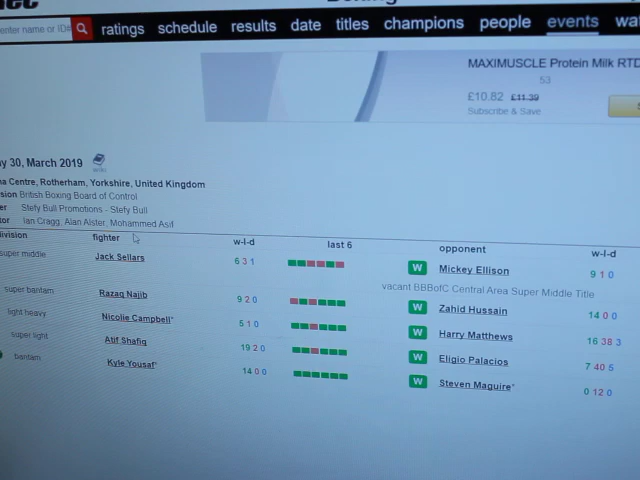 enter name or ID#
ratings schedule results date titles champions people events
MAXIMUSCLE Protein Milk RTD
53
£10.82 £11.39
Subscribe & Save
30, March 2019
Centre, Rotherham, Yorkshire, United Kingdom
British Boxing Board of Control
Stefy Bull Promotions - Stefy Bull
Ian Cragg, Alan Alster, Mohammed Asif
division fighter w-l-d last 6 opponent w-l-d
super middle Jack Sellars 6 3 1 W Mickey Ellison 9 1 0
vacant BBBofC Central Area Super Middle Title
super bantam Razaq Najib 9 2 0 W Zahid Hussain 14 0 0
light heavy Nicolie Campbell* 5 1 0 W Harry Matthews 16 38 3
super light Atif Shafiq 19 2 0 W Eligio Palacios 7 40 5
bantam Kyle Yousaf* 14 0 0 W Steven Maguire* 0 12 0